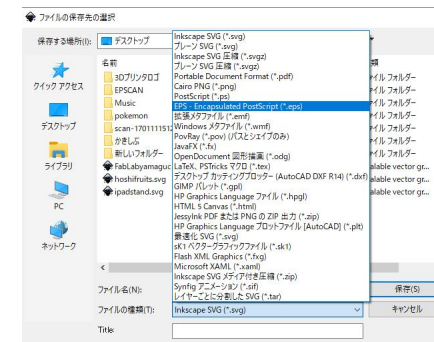 ファイルの保存先の選択
保存する場所(I):
デスクトップ
名前
クイック アクセス
デスクトップ
ライブラリ
PC
ネットワーク
3Dプリンタロゴ
EPSCAN
Music
pokemon
scan-1701111512
かきしぶ
新しいフォルダー
FabLabyamaguc
hoshifruits.svg
ipadstand.svg
Inkscape SVG (*.svg)
プレーン SVG (*.svg)
Inkscape SVG 圧縮 (*.svgz)
プレーン SVG 圧縮 (*.svgz)
Portable Document Format (*.pdf)
Cairo PNG (*.png)
PostScript (*.ps)
EPS - Encapsulated PostScript (*.eps)
拡張メタファイル (*.emf)
Windows メタファイル (*.wmf)
PovRay (*.pov) (パスとシェイプのみ)
JavaFX (*.fx)
OpenDocument 図形描画 (*.odg)
LaTeX、PSTricks マクロ (*.tex)
デスクトップ カッティングプロッター (AutoCAD DXF R14) (*.dxf)
GIMP パレット (*.gpl)
HP Graphics Language ファイル (*.hpgl)
HTML 5 Canvas (*.html)
JessyInk PDF または PNG の ZIP 出力 (*.zip)
HP Graphics Language プロットファイル [AutoCAD] (*.plt)
最適化 SVG (*.svg)
sK1 ベクターグラフィックファイル (*.sk1)
Flash XML Graphics (*.fxg)
Microsoft XAML (*.xaml)
Inkscape SVG メディア付き圧縮 (*.zip)
Synfig アニメーション (*.sif)
レイヤーごとに分割した SVG (*.tar)
類
イル フォルダー
イル フォルダー
イル フォルダー
イル フォルダー
イル フォルダー
イル フォルダー
イル フォルダー
alable vector gr...
alable vector gr...
alable vector gr...
ファイル名(N):
保存(S)
ファイルの種類(T):
Inkscape SVG (*.svg)
キャンセル
Title: